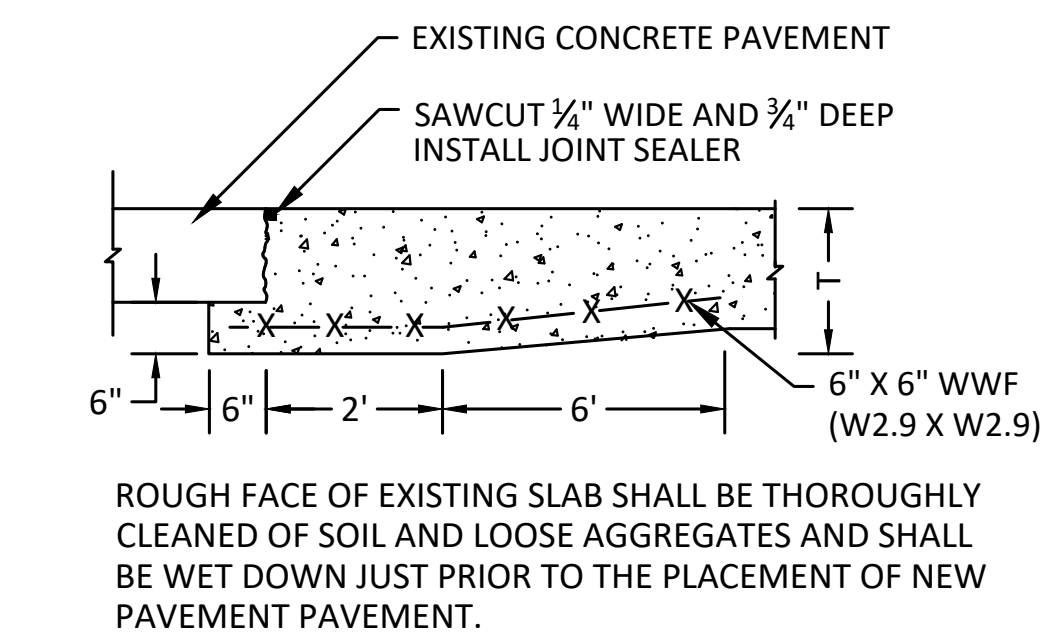 EXISTING CONCRETE PAVEMENT
SAWCUT ¼" WIDE AND ¾" DEEP
INSTALL JOINT SEALER
T
X X X X X X
6"
6"
2'
6'
6" X 6" WWF
(W2.9 X W2.9)
ROUGH FACE OF EXISTING SLAB SHALL BE THOROUGHLY
CLEANED OF SOIL AND LOOSE AGGREGATES AND SHALL
BE WET DOWN JUST PRIOR TO THE PLACEMENT OF NEW
PAVEMENT PAVEMENT.